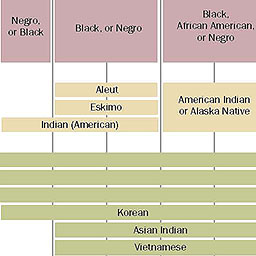 Negro,
or Black
Black, or Negro
Black,
African American,
or Negro
Aleut
Eskimo
Indian (American)
American Indian
or Alaska Native
Korean
Asian Indian
Vietnamese